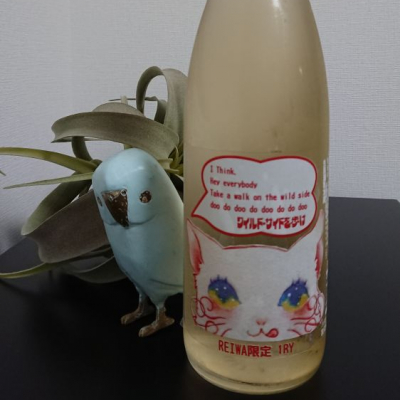 I Think.
Hey everybody
Take a walk on the wild side
doo do doo do doo do do doo
ワイルド・サイドを歩け
REIWA限定 1BY